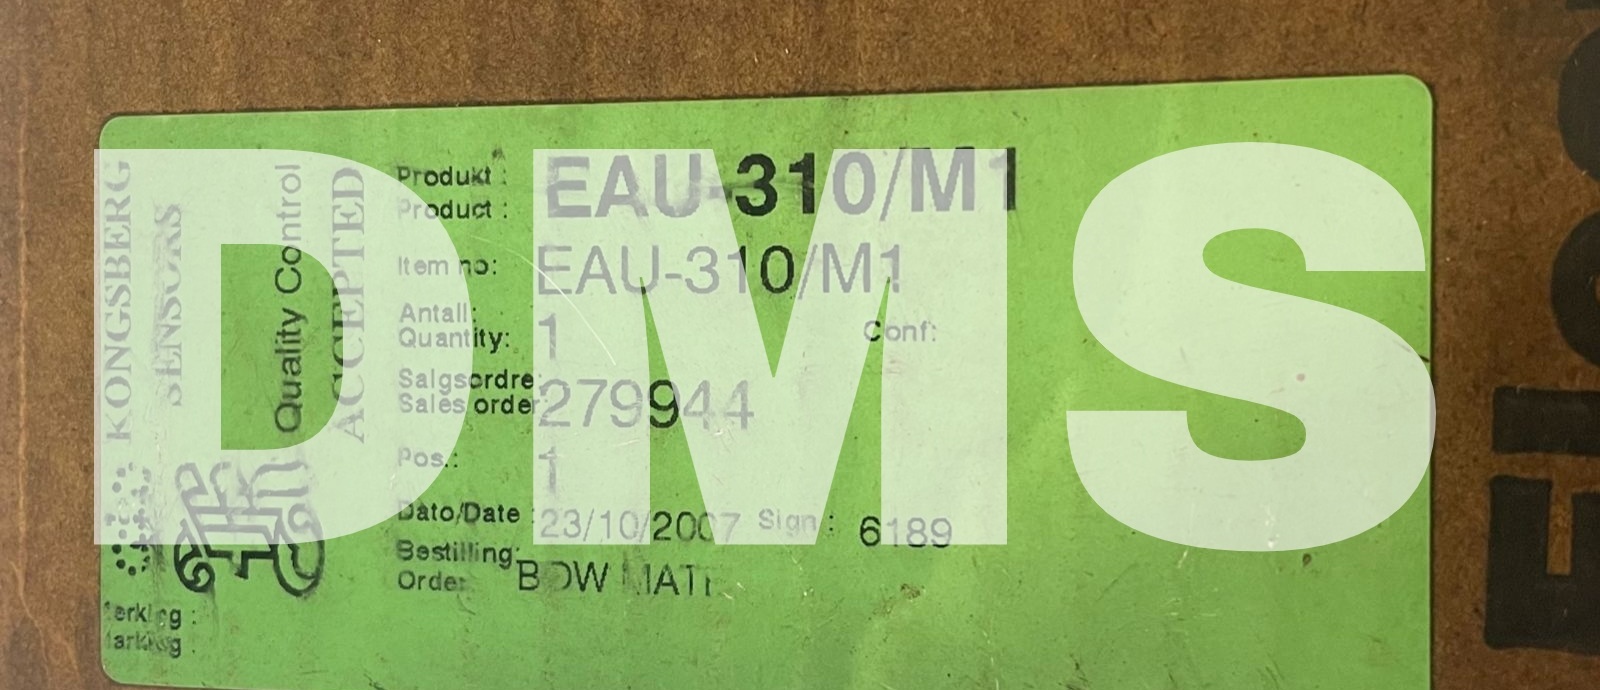 KONGSBERG
SENSORS
Quality Control
ACCEPTED
Produkt :
Product : EAU-310/M1
Item no: EAU-310/M1
Antall:
Quantity: 1 Conf:
Salgsordre:
Sales order: 279944
Pos.: 1
Dato/Date : 23/10/2007 Sign : 6189
Bestilling:
Order:
DMS